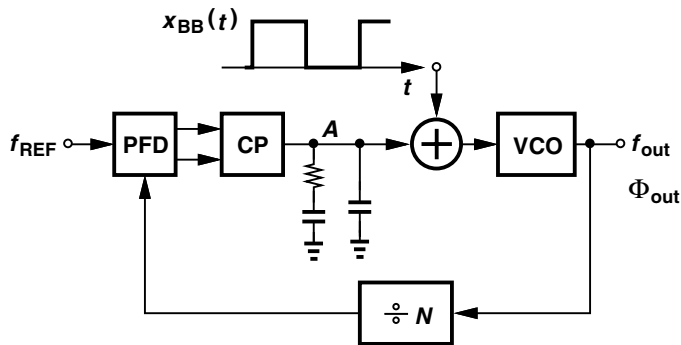 x_BB(t)
t
f_REF
PFD
CP
A
+
VCO
f_out
Φ_out
÷ N